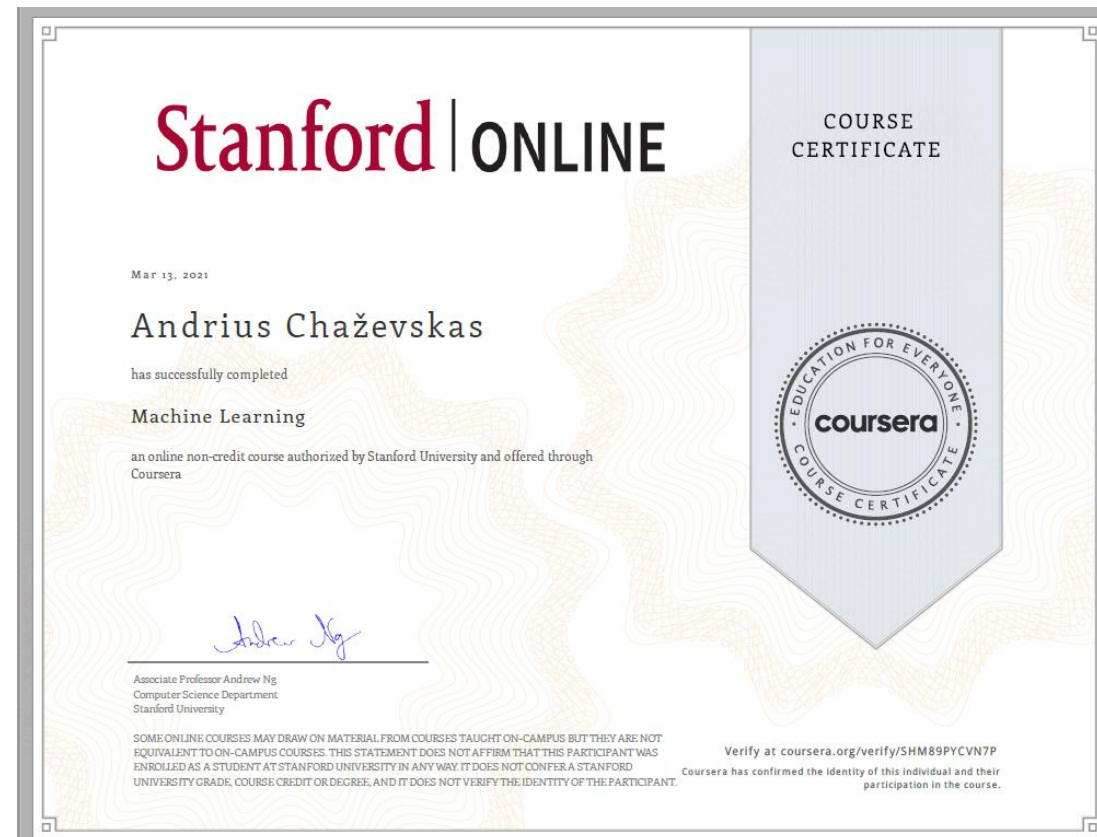 Stanford | ONLINE
COURSE
CERTIFICATE
Mar 13, 2021
Andrius Chaževskas
has successfully completed
Machine Learning
an online non-credit course authorized by Stanford University and offered through
Coursera
EDUCATION FOR EVERYONE
coursera
COURSE CERTIFICATE
Andrew Ng
Associate Professor Andrew Ng
Computer Science Department
Stanford University
SOME ONLINE COURSES MAY DRAW ON MATERIAL FROM COURSES TAUGHT ON-CAMPUS BUT THEY ARE NOT
EQUIVALENT TO ON-CAMPUS COURSES. THIS STATEMENT DOES NOT AFFIRM THAT THIS PARTICIPANT WAS
ENROLLED AS A STUDENT AT STANFORD UNIVERSITY IN ANY WAY. IT DOES NOT CONFER A STANFORD
UNIVERSITY GRADE, COURSE CREDIT OR DEGREE, AND IT DOES NOT VERIFY THE IDENTITY OF THE PARTICIPANT.
Verify at coursera.org/verify/SHM89PYCVN7P
Coursera has confirmed the identity of this individual and their
participation in the course.